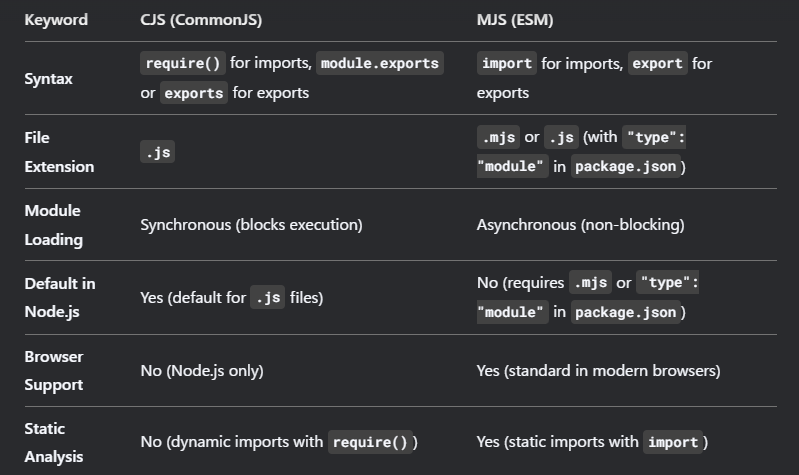 Keyword CJS (CommonJS) MJS (ESM)
Syntax
require() for imports, module.exports
or exports for exports
import for imports, export for
exports
File
Extension
.js
.mjs or .js (with "type":
"module" in package.json)
Module
Loading
Synchronous (blocks execution)
Asynchronous (non-blocking)
Default in
Node.js
Yes (default for .js files)
No (requires .mjs or "type":
"module" in package.json)
Browser
Support
No (Node.js only)
Yes (standard in modern browsers)
Static
Analysis
No (dynamic imports with require())
Yes (static imports with import)